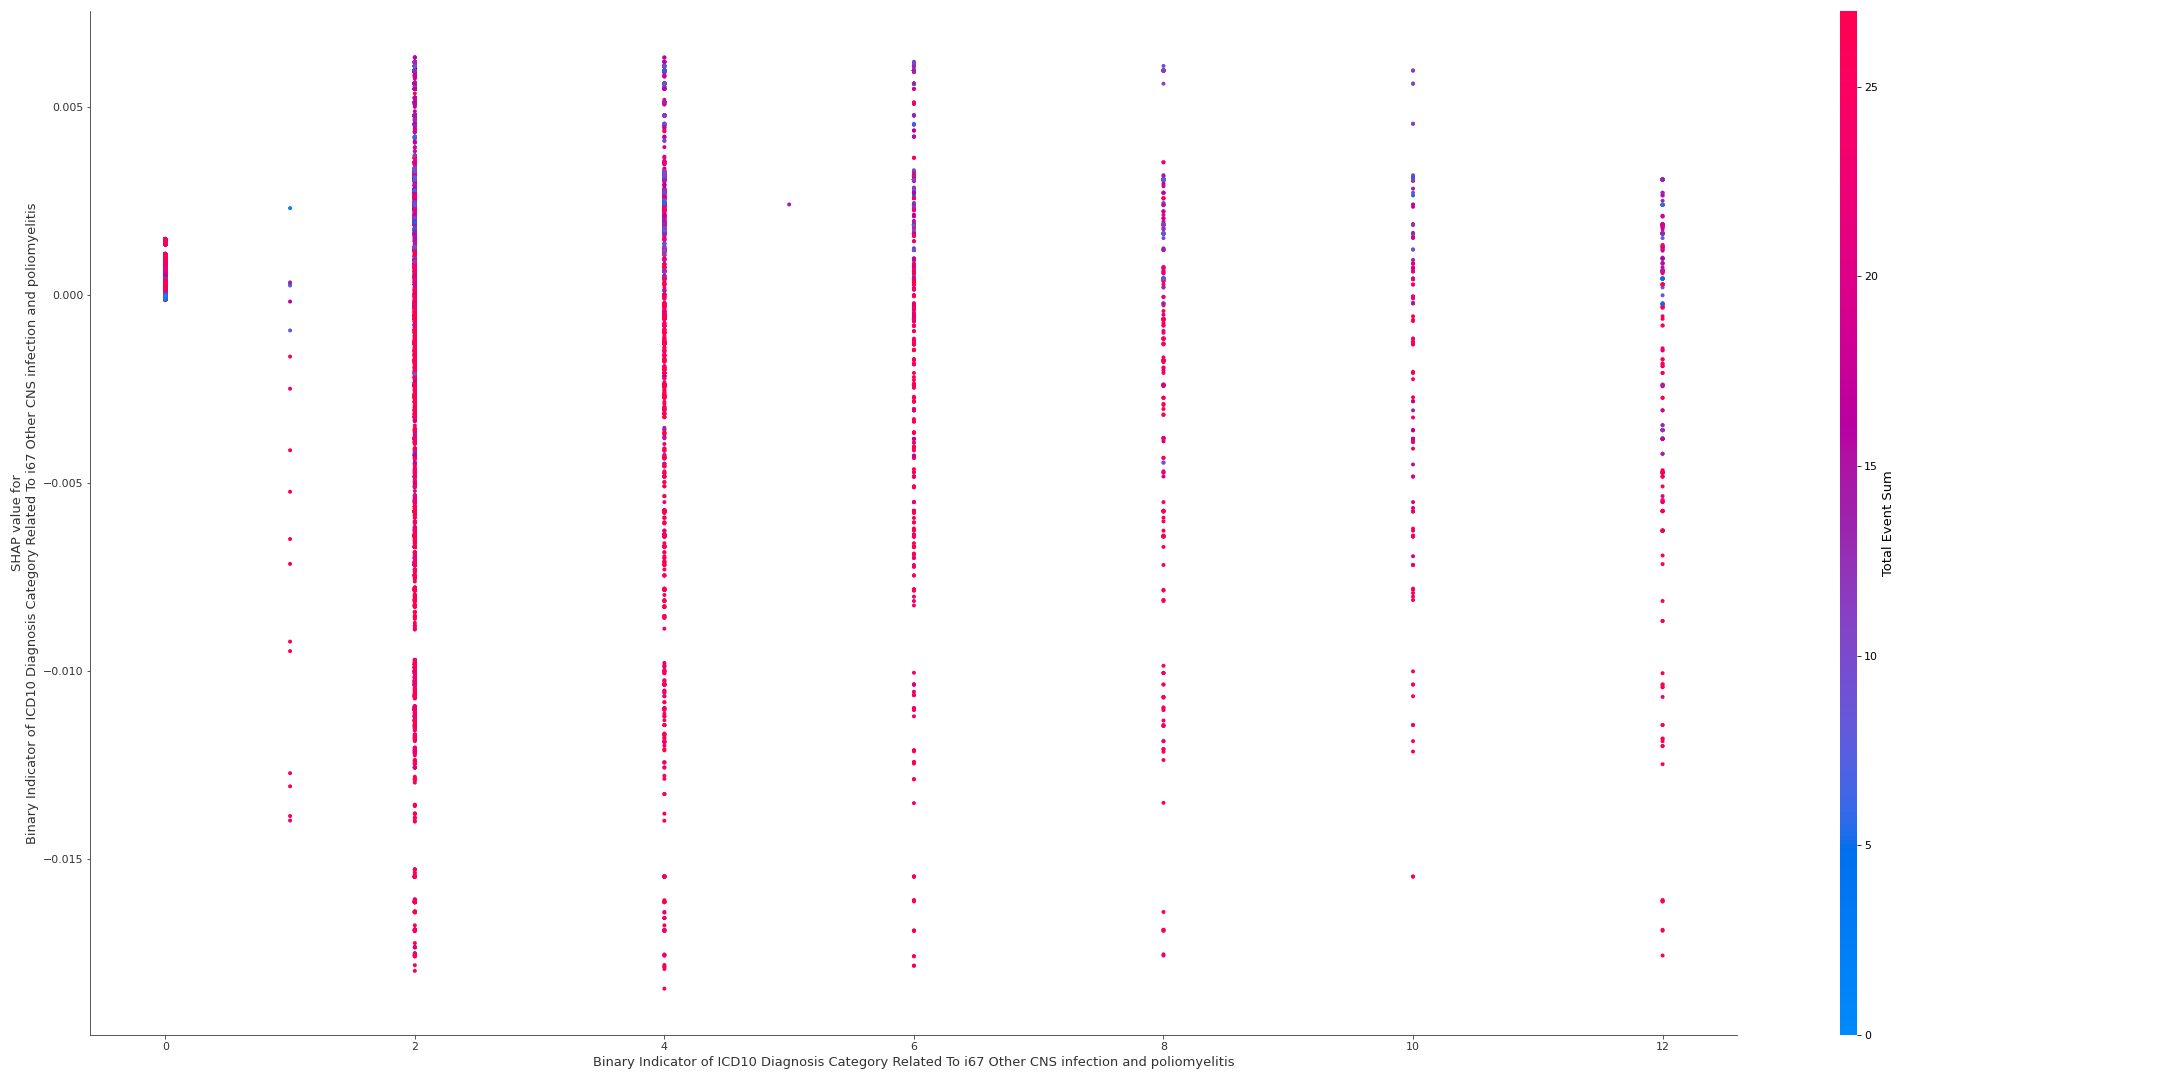 SHAP value for
Binary Indicator of ICD10 Diagnosis Category Related To i67 Other CNS infection and poliomyelitis
0.005
0.000
−0.005
−0.010
−0.015
0 2 4 6 8 10 12
Binary Indicator of ICD10 Diagnosis Category Related To i67 Other CNS infection and poliomyelitis
25
20
15
10
5
0
Total Event Sum